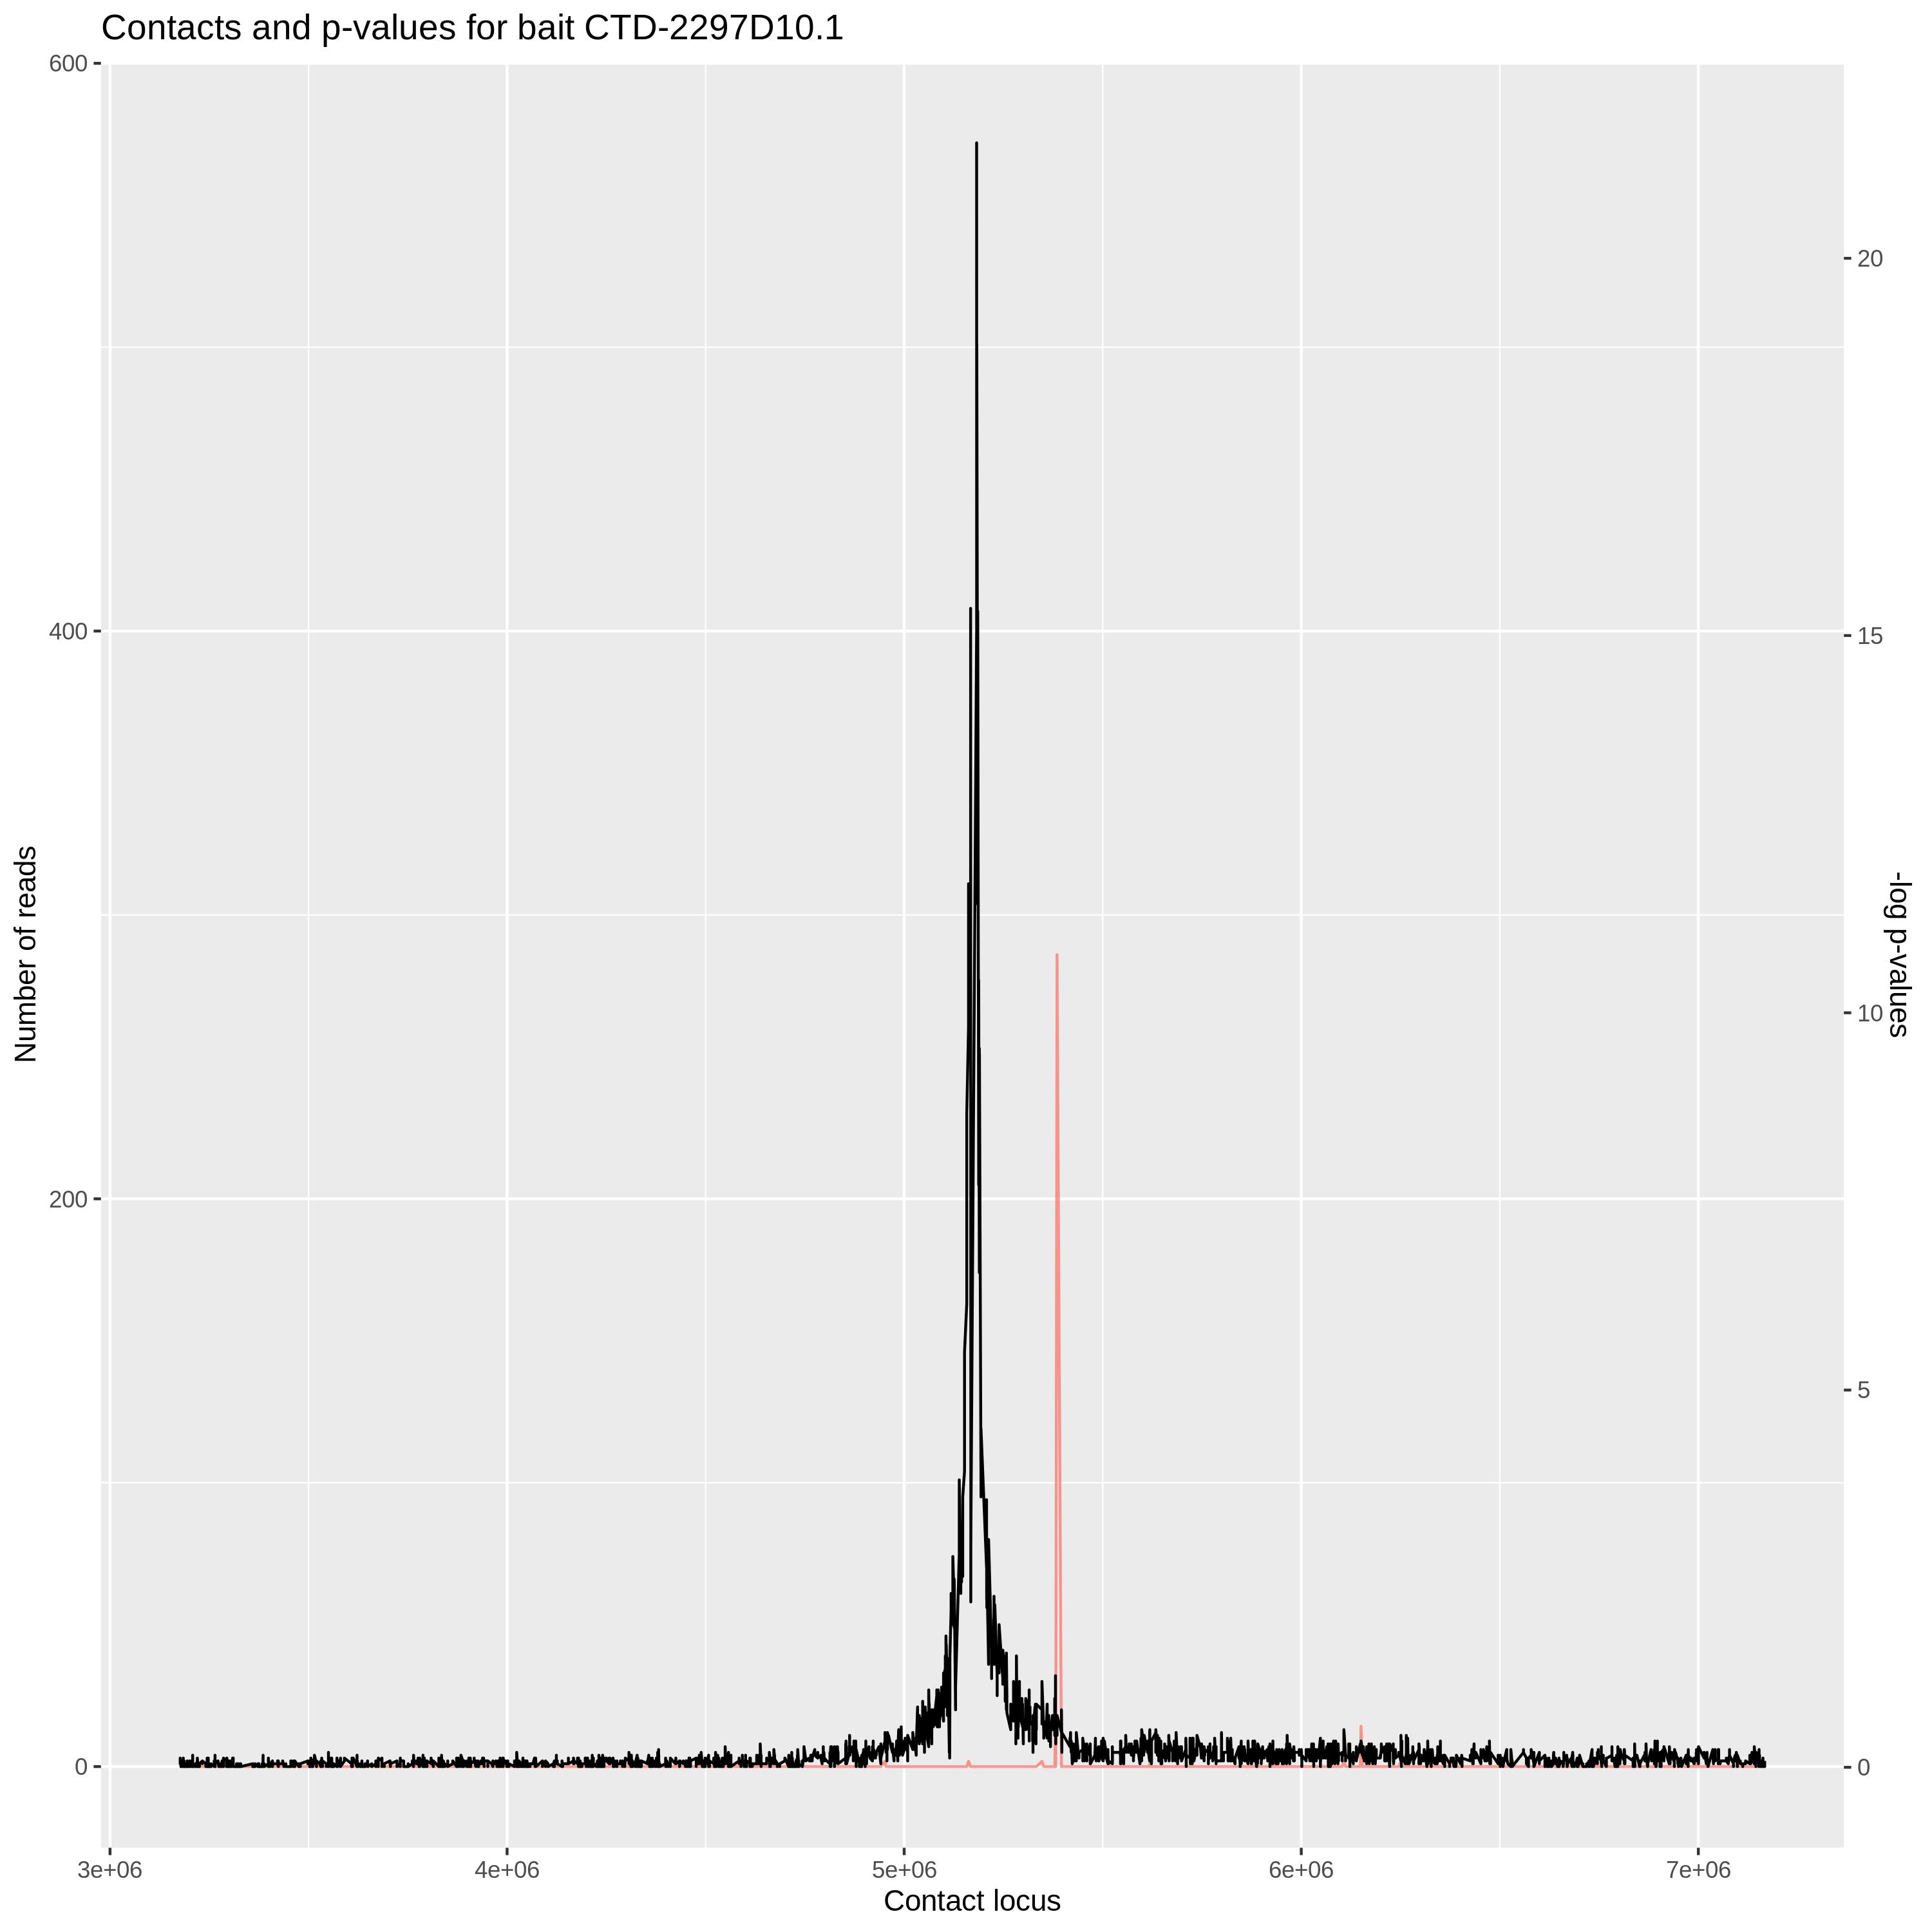 Contacts and p-values for bait CTD-2297D10.1
600
400
200
0
Number of reads
20
15
10
5
0
-log p-values
3e+06
4e+06
5e+06
6e+06
7e+06
Contact locus